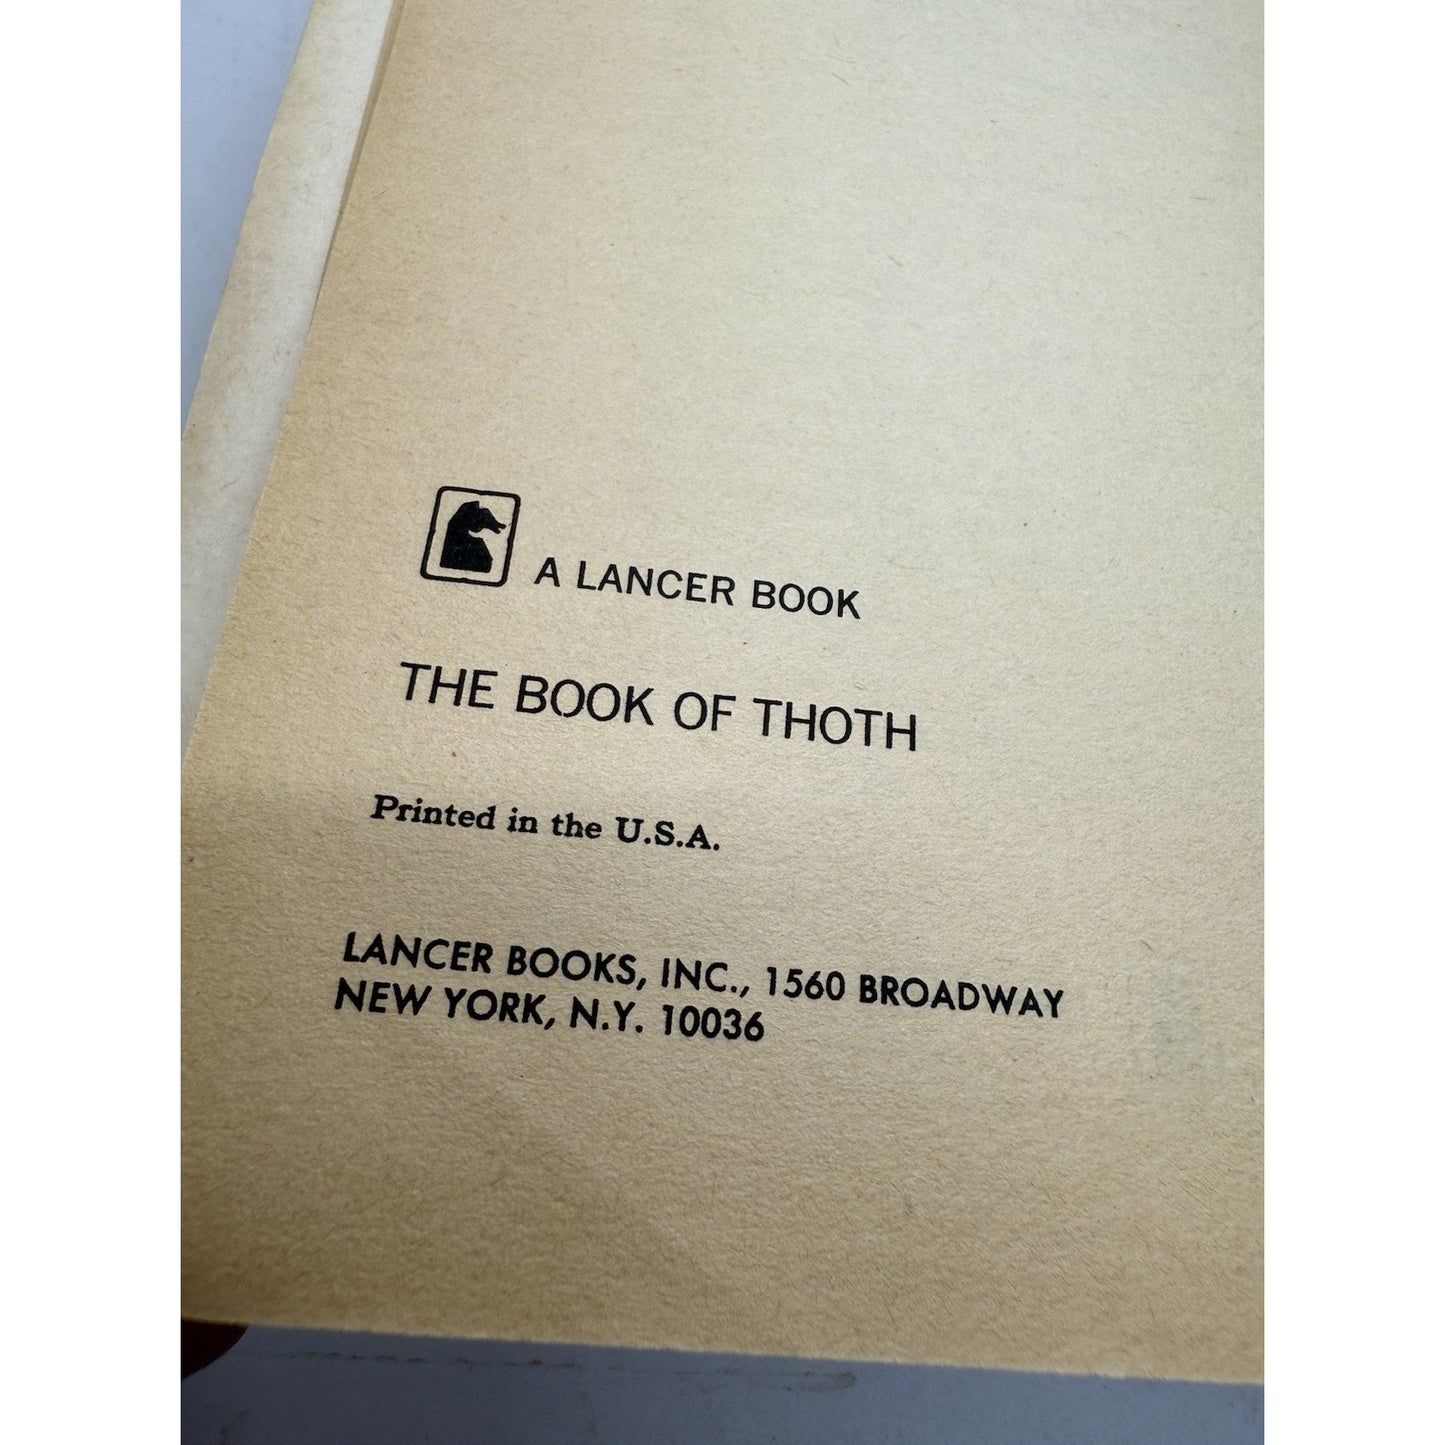 A LANCER BOOK
THE BOOK OF THOTH
Printed in the U.S.A.
LANCER BOOKS, INC., 1560 BROADWAY
NEW YORK, N.Y. 10036